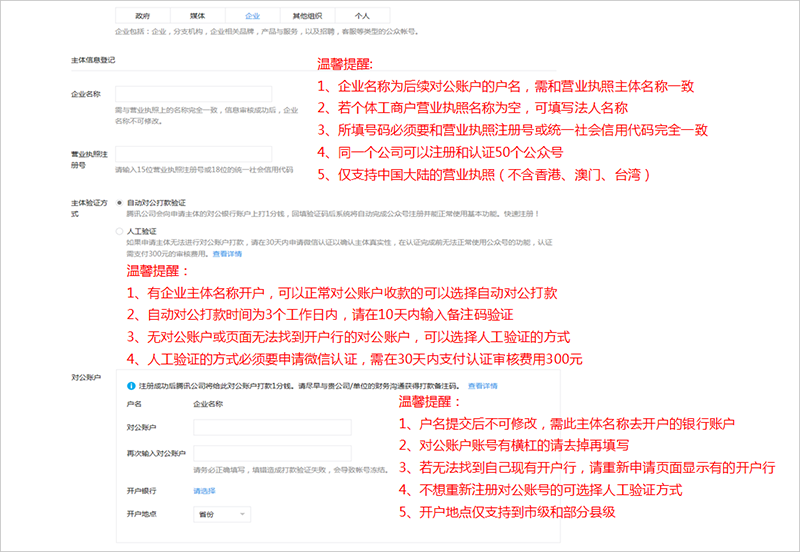 政府 媒体 企业 其他组织 个人
企业包括：企业，分支机构，企业相关品牌，产品与服务，以及招聘，客服等类型的公众帐号。
主体信息登记
温馨提醒:
1、企业名称为后续对公账户的户名，需和营业执照主体名称一致
企业名称
2、若个体工商户营业执照名称为空，可填写法人名称
需与营业执照上的名称完全一致，信息审核成功后，企业
名称不可修改。
3、所填号码必须要和营业执照注册号或统一社会信用代码完全一致
营业执照注
册号
4、同一个公司可以注册和认证50个公众号
请输入15位营业执照注册号或18位的统一社会信用代码
5、仅支持中国大陆的营业执照（不含香港、澳门、台湾）
主体验证方
式
自动对公打款验证
腾讯公司会向申请主体的对公银行账户上打1分钱，回填验证码后系统将自动完成公众号注册并能正常使用基本功能。快速注册！
人工验证
如果申请主体无法进行对公账户打款，请在30天内申请微信认证以确认主体真实性，在认证完成前无法正常使用公众号的功能，认证
需支付300元的审核费用。查看详情
温馨提醒：
1、有企业主体名称开户，可以正常对公账户收款的可以选择自动对公打款
2、自动对公打款时间为3个工作日内，请在10天内输入备注码验证
3、无对公账户或页面无法找到开户行的对公账户，可以选择人工验证的方式
4、人工验证的方式必须要申请微信认证，需在30天内支付认证审核费用300元
对公账户
注册成功后腾讯公司将给此对公账户打款1分钱。请尽早与贵公司/单位的财务沟通获得打款备注码。 查看详情
户名 企业名称
温馨提醒：
对公账户
1、户名提交后不可修改，需此主体名称去开户的银行账户
再次输入对公账户
2、对公账户账号有横杠的请去掉再填写
请务必正确填写，填错造成打款验证失败，会导致帐号冻结。
3、若无法找到自己现有开户行，请重新申请页面显示有的开户行
开户银行 请选择
4、不想重新注册对公账号的可选择人工验证方式
开户地点 省份
5、开户地点仅支持到市级和部分县级